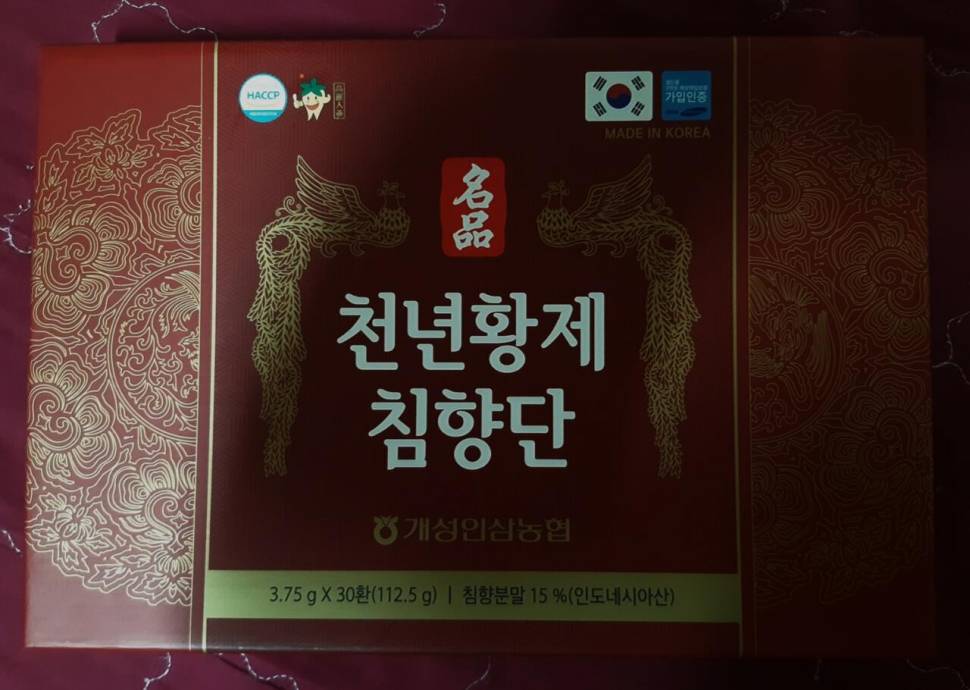 HACCP
가입인증
MADE IN KOREA
名品
천년황제
침향단
개성인삼농협
3.75 g X 30환(112.5 g) | 침향분말 15 %(인도네시아산)